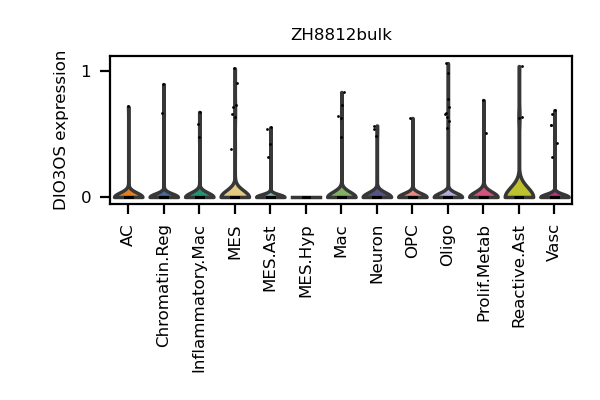 ZH8812bulk
DIO3OS expression
1
0
AC
Chromatin.Reg
Inflammatory.Mac
MES
MES.Ast
MES.Hyp
Mac
Neuron
OPC
Oligo
Prolif.Metab
Reactive.Ast
Vasc